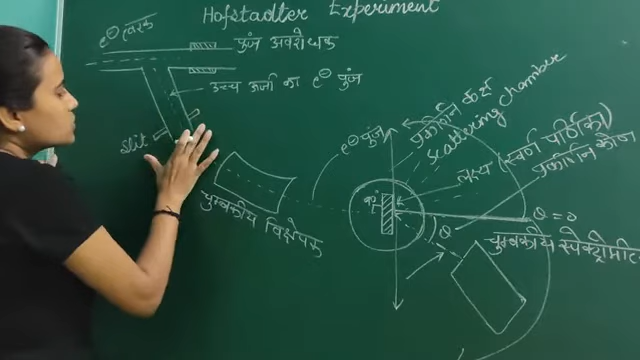 Hofstadter Experiment
e⊖ त्वरक
पुंज अवरोधक
उच्च ऊर्जा का e⊖ पुंज
slit
चुम्बकीय विक्षेपक
e⊖ पुंज
प्रकीर्णन कक्ष
scattering chamber
लक्ष्य (स्वर्ण पर्णिका)
प्रकीर्णन कोण
θ = 0
θ
चुम्बकीय स्पेक्ट्रोमीटर